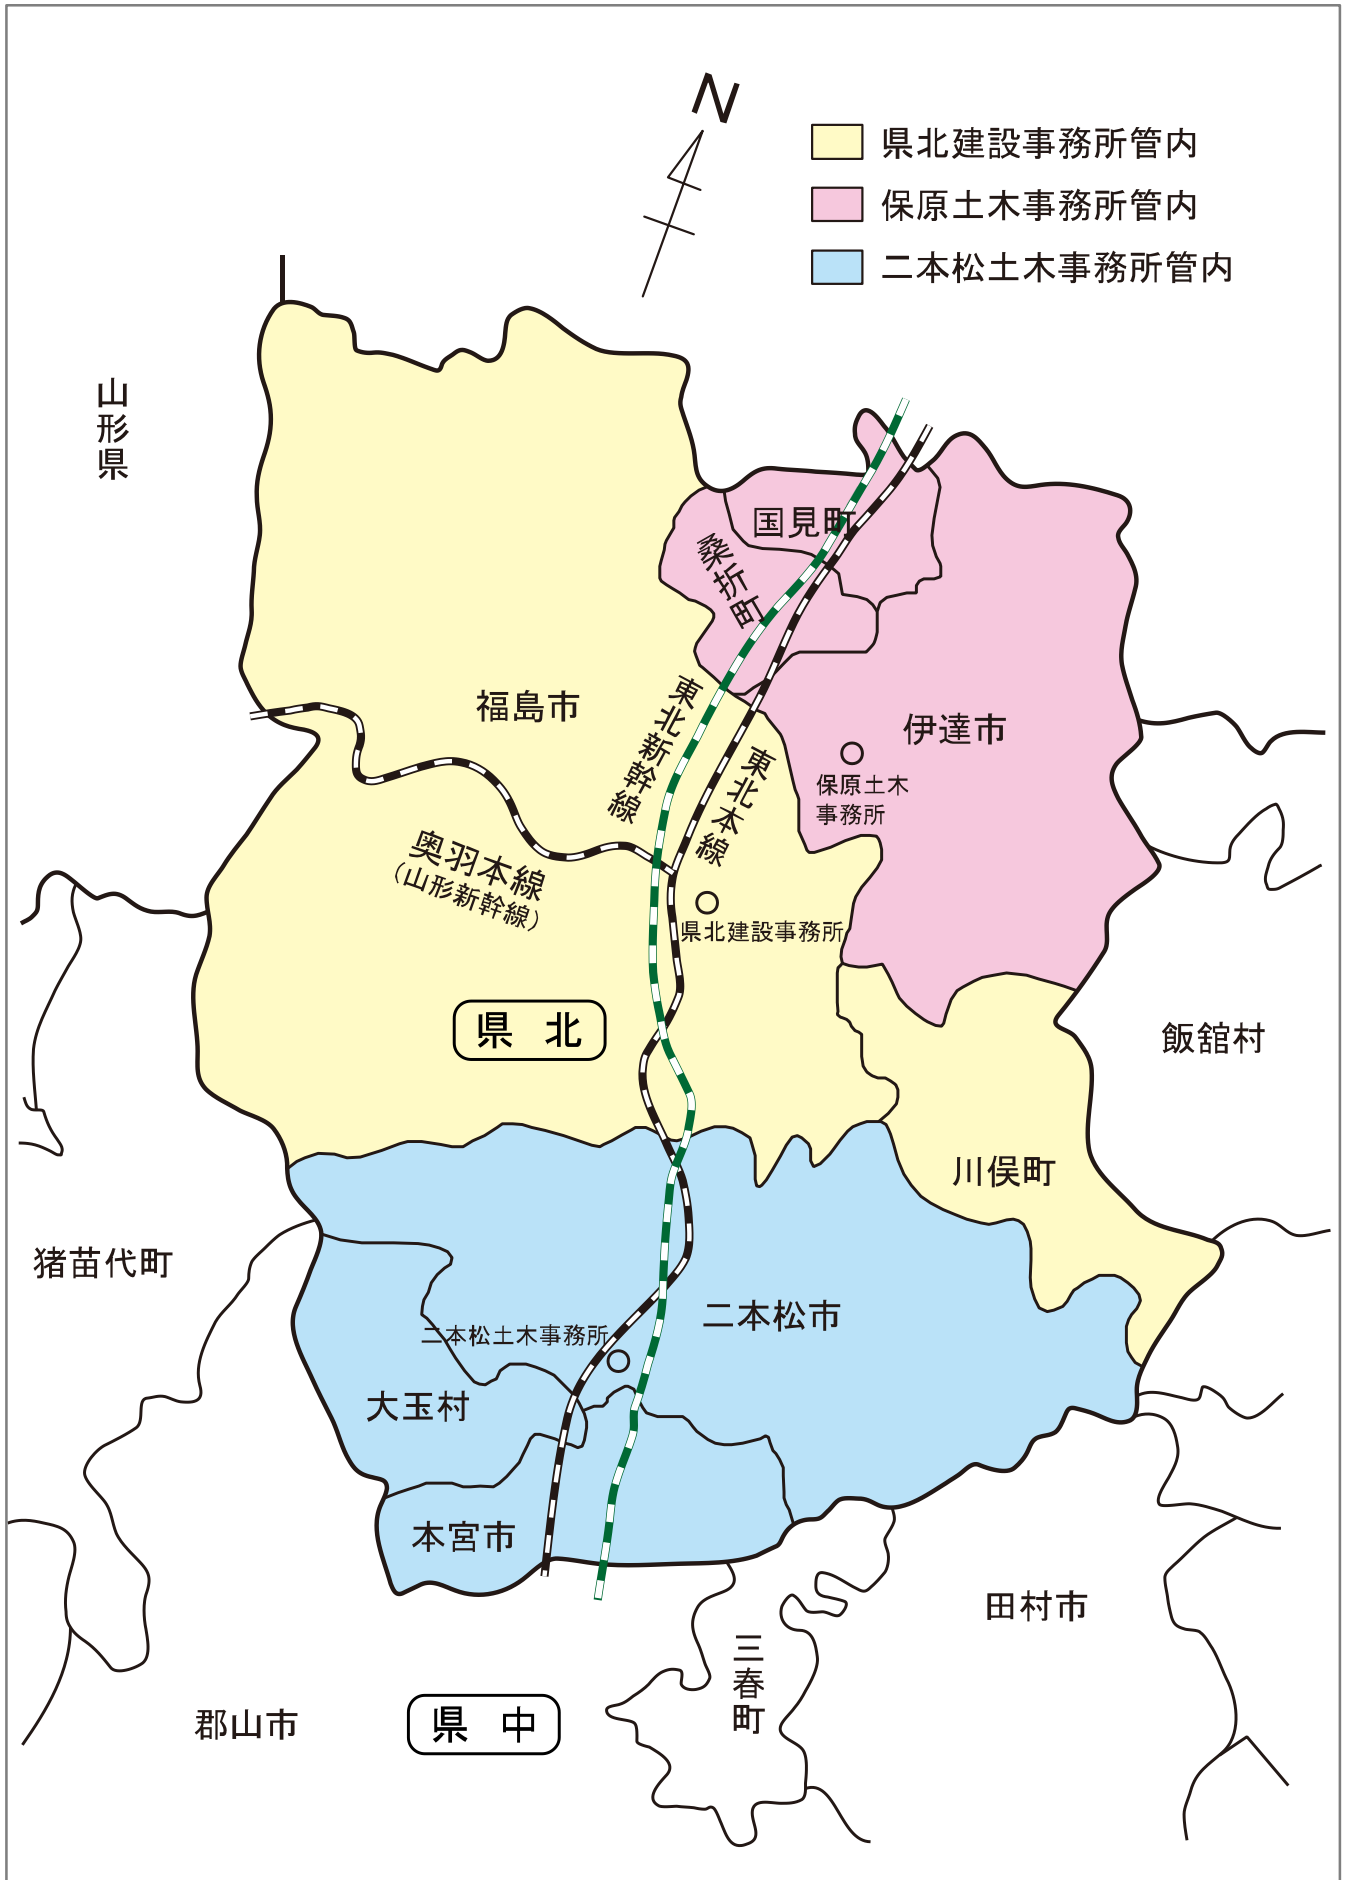 N
県北建設事務所管内
保原土木事務所管内
二本松土木事務所管内
山形県
国見町
桑折町
福島市
東北新幹線
東北本線
伊達市
保原土木
事務所
奥羽本線
(山形新幹線)
県北建設事務所
県 北
飯舘村
川俣町
猪苗代町
二本松市
二本松土木事務所
大玉村
本宮市
田村市
三春町
郡山市
県 中